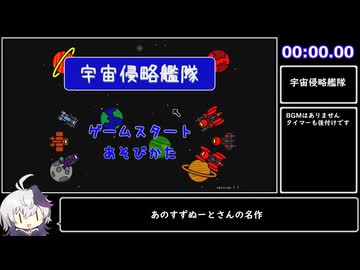 宇宙侵略艦隊
ゲームスタート
あそびかた
version 1.1
00:00.00
宇宙侵略艦隊
BGMはありません
タイマーも後付けです
あのすずぬーとさんの名作